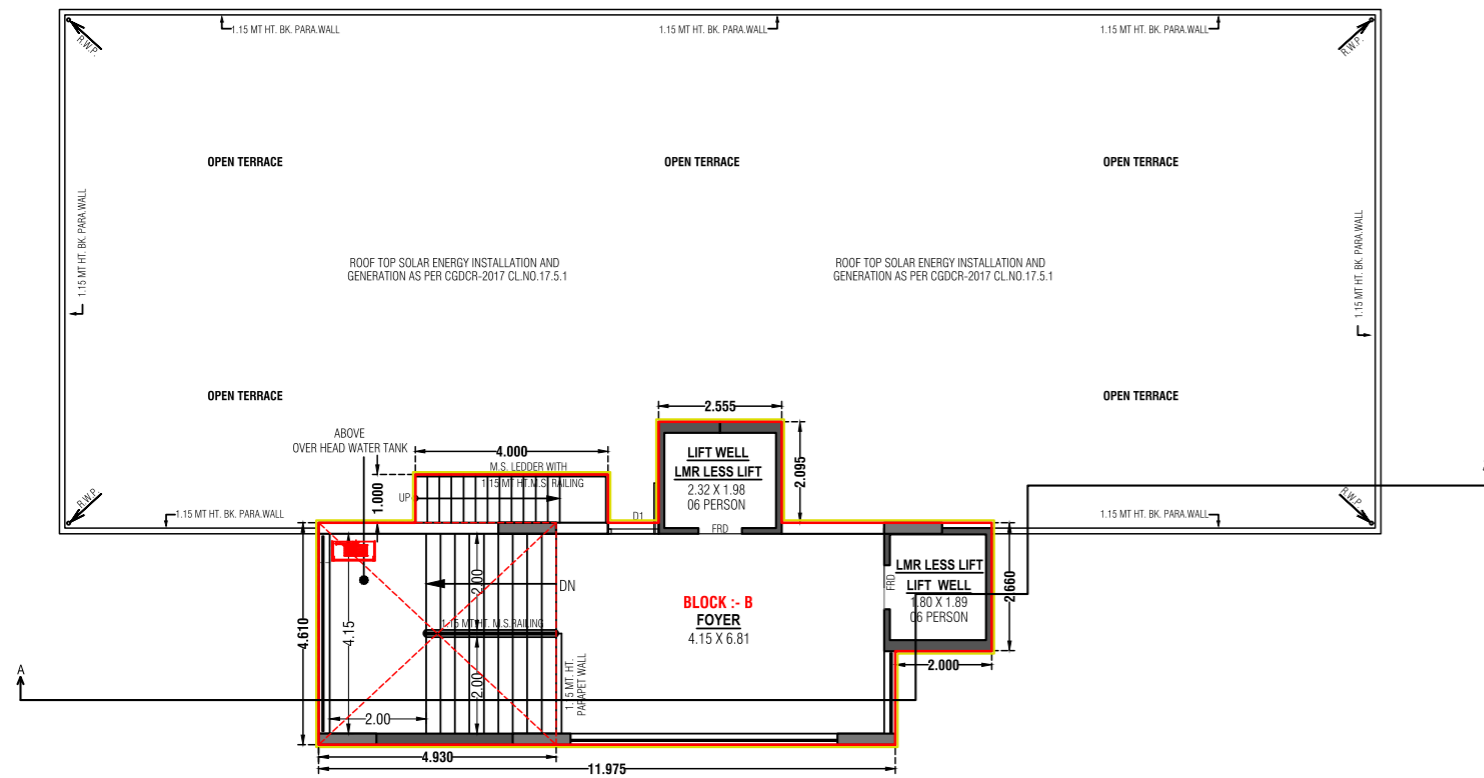 1.15 MT HT. BK. PARA.WALL
1.15 MT HT. BK. PARA.WALL
1.15 MT HT. BK. PARA.WALL
R.W.P.
R.W.P.
OPEN TERRACE
OPEN TERRACE
OPEN TERRACE
1.15 MT HT. BK. PARA.WALL
1.15 MT HT. BK. PARA.WALL
ROOF TOP SOLAR ENERGY INSTALLATION AND
GENERATION AS PER CGDCR-2017 CL.NO.17.5.1
ROOF TOP SOLAR ENERGY INSTALLATION AND
GENERATION AS PER CGDCR-2017 CL.NO.17.5.1
OPEN TERRACE
OPEN TERRACE
2.555
ABOVE
OVER HEAD WATER TANK
4.000
M.S. LEDDER WITH
1.15 MT HT.M.S. RAILING
UP
1.000
LIFT WELL
LMR LESS LIFT
2.32 X 1.98
06 PERSON
2.095
R.W.P.
R.W.P.
1.15 MT HT. BK. PARA.WALL
1.15 MT HT. BK. PARA.WALL
D1
FRD
LMR LESS LIFT
LIFT WELL
1.80 X 1.89
06 PERSON
FRD
2.660
2.000
BLOCK :- B
FOYER
4.15 X 6.81
DN
2.00
1.15 MT HT. M.S.RAILING
2.00
4.15
4.610
1.15 MT. HT.
PARAPET WALL
2.00
4.930
11.975
A